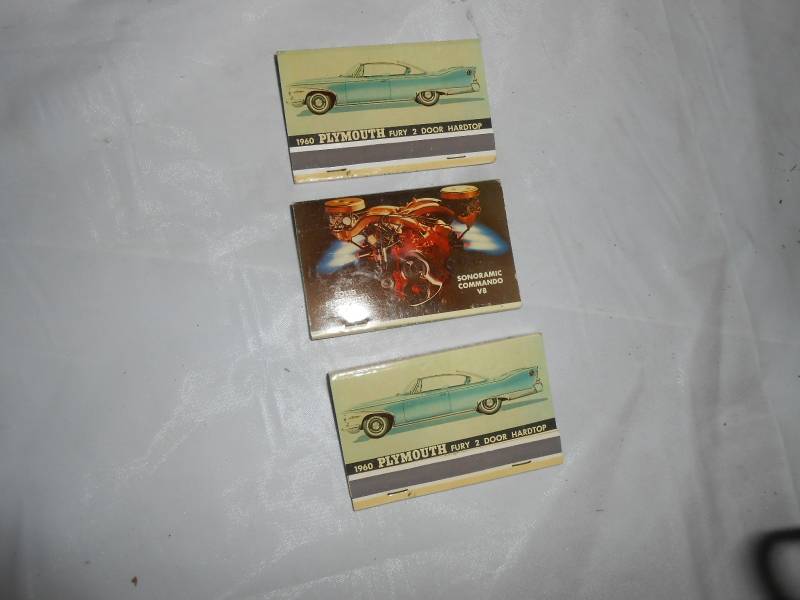 1960 PLYMOUTH FURY 2 DOOR HARDTOP
SONORAMIC
COMMANDO
V8
1960 PLYMOUTH FURY 2 DOOR HARDTOP